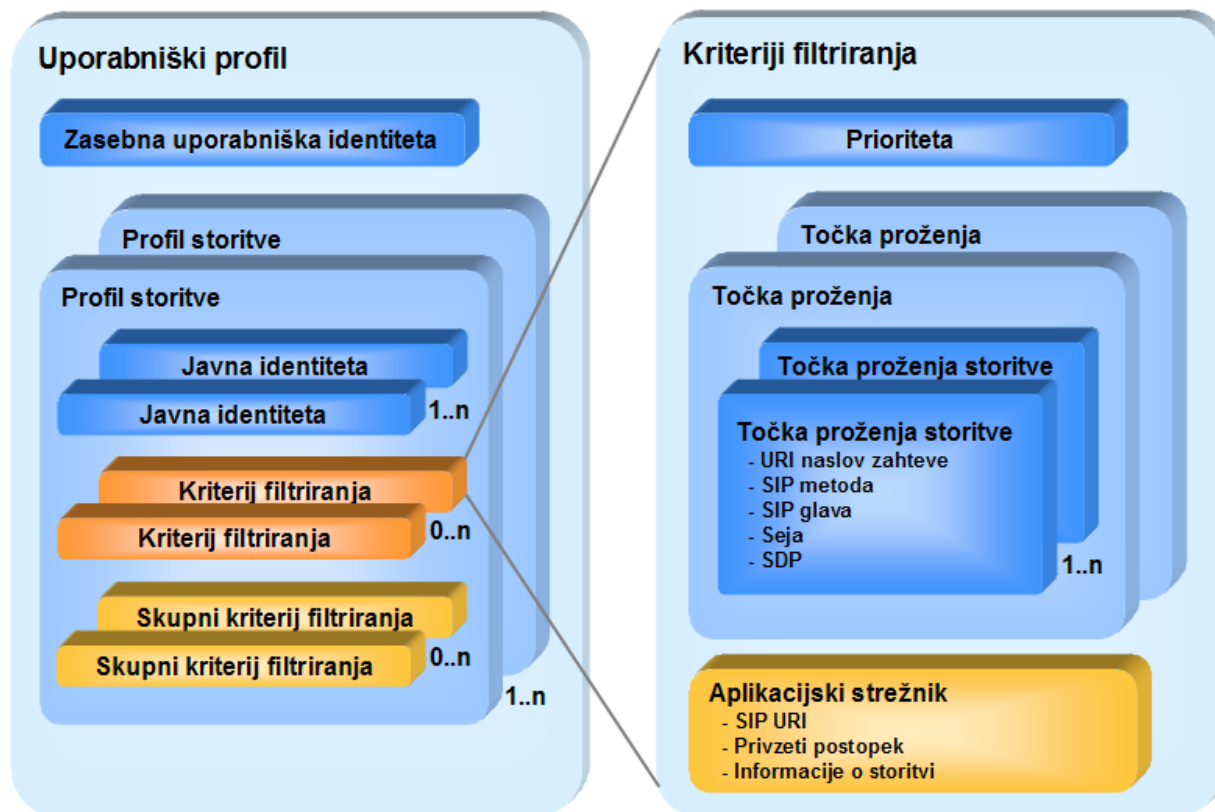 Uporabniški profil
Zasebna uporabniška identiteta
Profil storitve
Profil storitve
Javna identiteta
Javna identiteta
1..n
Kriterij filtriranja
Kriterij filtriranja
0..n
Skupni kriterij filtriranja
Skupni kriterij filtriranja
0..n
1..n
Kriteriji filtriranja
Prioriteta
Točka proženja
Točka proženja
Točka proženja storitve
Točka proženja storitve
- URI naslov zahteve
- SIP metoda
- SIP glava
- Seja
- SDP
1..n
Aplikacijski strežnik
- SIP URI
- Privzeti postopek
- Informacije o storitvi